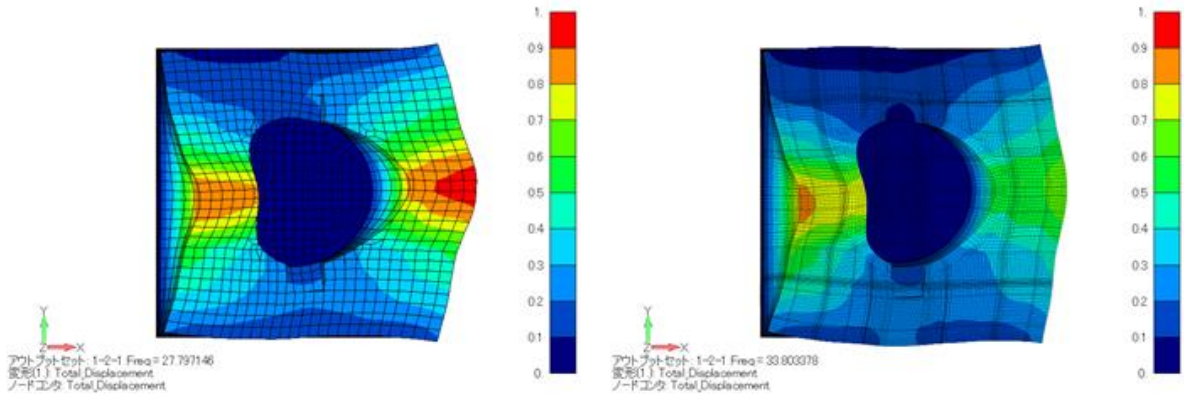 1.
0.9
0.8
0.7
0.6
0.5
0.4
0.3
0.2
0.1
0.
Y
Z
X
アウトプットセット: 1-2-1 Freq = 27.797146
変形(1.): Total_Displacement
ノードコンタ: Total_Displacement
1.
0.9
0.8
0.7
0.6
0.5
0.4
0.3
0.2
0.1
0.
Y
Z
X
アウトプットセット: 1-2-1 Freq = 33.803378
変形(1.): Total_Displacement
ノードコンタ: Total_Displacement